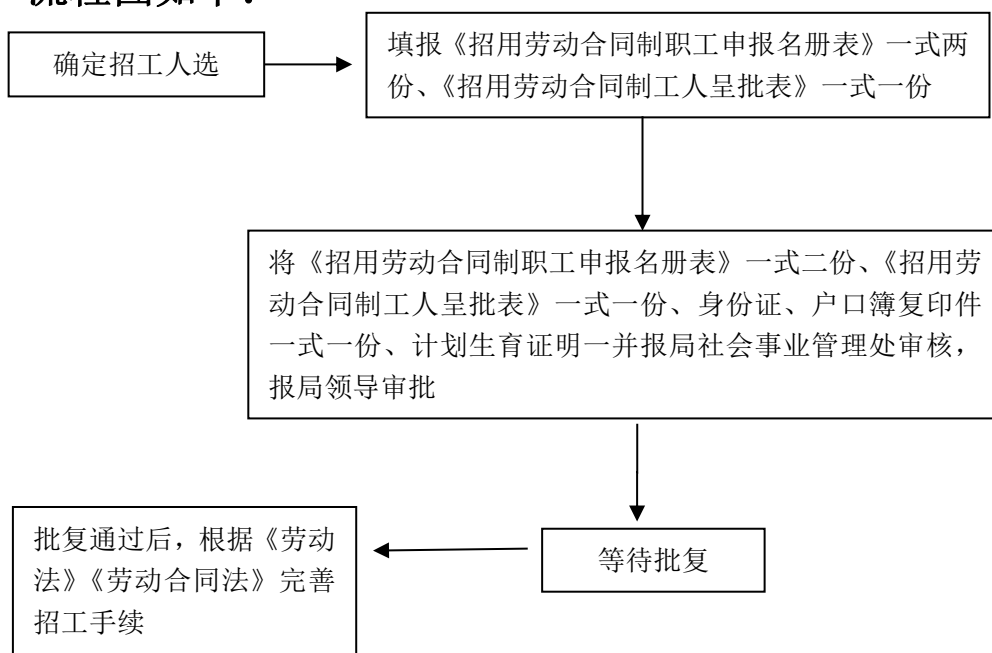 流程图如下：
确定招工人选
填报《招用劳动合同制职工申报名册表》一式两
份、《招用劳动合同制工人呈批表》一式一份
将《招用劳动合同制职工申报名册表》一式二份、《招用劳
动合同制工人呈批表》一式一份、身份证、户口簿复印件
一式一份、计划生育证明一并报局社会事业管理处审核，
报局领导审批
等待批复
批复通过后，根据《劳动
法》《劳动合同法》完善
招工手续